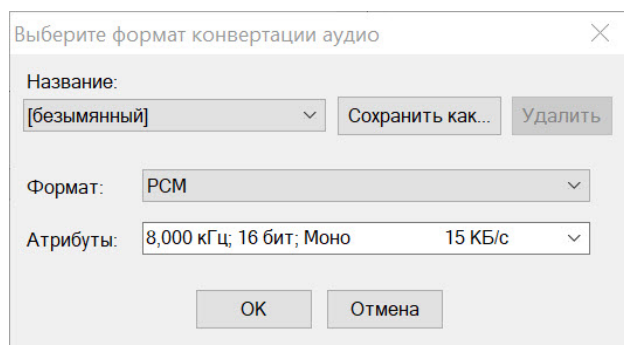 Выберите формат конвертации аудио
Название:
[безымянный] Сохранить как... Удалить
Формат: PCM
Атрибуты: 8,000 кГц; 16 бит; Моно 15 КБ/с
OK Отмена